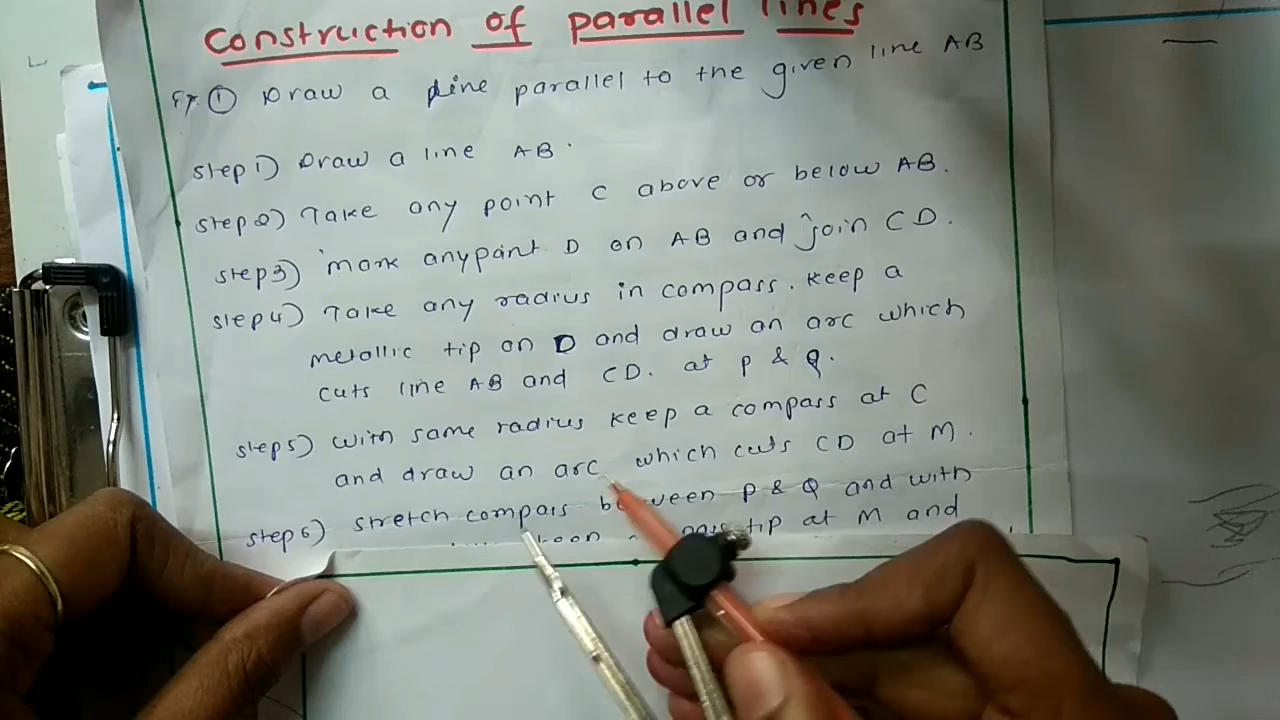 Construction of parallel lines
Eg. ① Draw a line parallel to the given line AB
step1) Draw a line AB.
step2) Take any point C above or below AB.
step3) mark any point D on AB and join CD.
step4) Take any radius in compass. keep a
metallic tip on D and draw an arc which
cuts line AB and CD. at P & Q.
step5) with same radius keep a compass at C
and draw an arc which cuts CD at M.
step6) stretch compass between P & Q and with
tip at M and